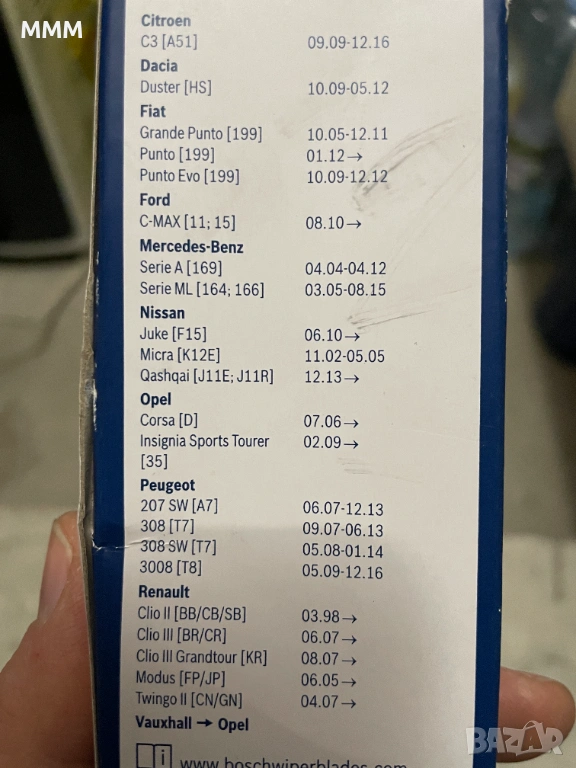 MMM
Citroen
C3 [A51] 09.09-12.16
Dacia
Duster [HS] 10.09-05.12
Fiat
Grande Punto [199] 10.05-12.11
Punto [199] 01.12→
Punto Evo [199] 10.09-12.12
Ford
C-MAX [11; 15] 08.10→
Mercedes-Benz
Serie A [169] 04.04-04.12
Serie ML [164; 166] 03.05-08.15
Nissan
Juke [F15] 06.10→
Micra [K12E] 11.02-05.05
Qashqai [J11E; J11R] 12.13→
Opel
Corsa [D] 07.06→
Insignia Sports Tourer 02.09→
[35]
Peugeot
207 SW [A7] 06.07-12.13
308 [T7] 09.07-06.13
308 SW [T7] 05.08-01.14
3008 [T8] 05.09-12.16
Renault
Clio II [BB/CB/SB] 03.98→
Clio III [BR/CR] 06.07→
Clio III Grandtour [KR] 08.07→
Modus [FP/JP] 06.05→
Twingo II [CN/GN] 04.07→
Vauxhall → Opel
www.boschwiperblades.com
BAZAR